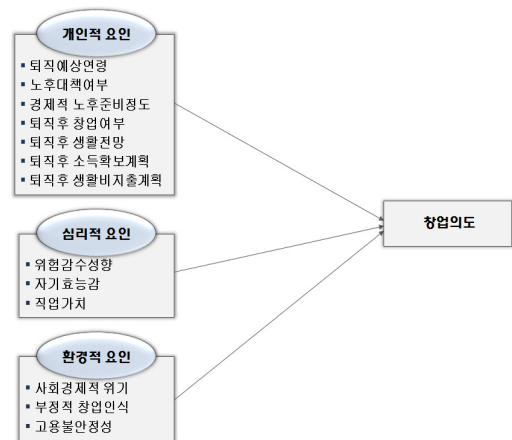 개인적 요인
▪ 퇴직예상연령
▪ 노후대책여부
▪ 경제적 노후준비정도
▪ 퇴직후 창업여부
▪ 퇴직후 생활전망
▪ 퇴직후 소득확보계획
▪ 퇴직후 생활비지출계획
심리적 요인
▪ 위험감수성향
▪ 자기효능감
▪ 직업가치
창업의도
환경적 요인
▪ 사회경제적 위기
▪ 부정적 창업인식
▪ 고용불안정성